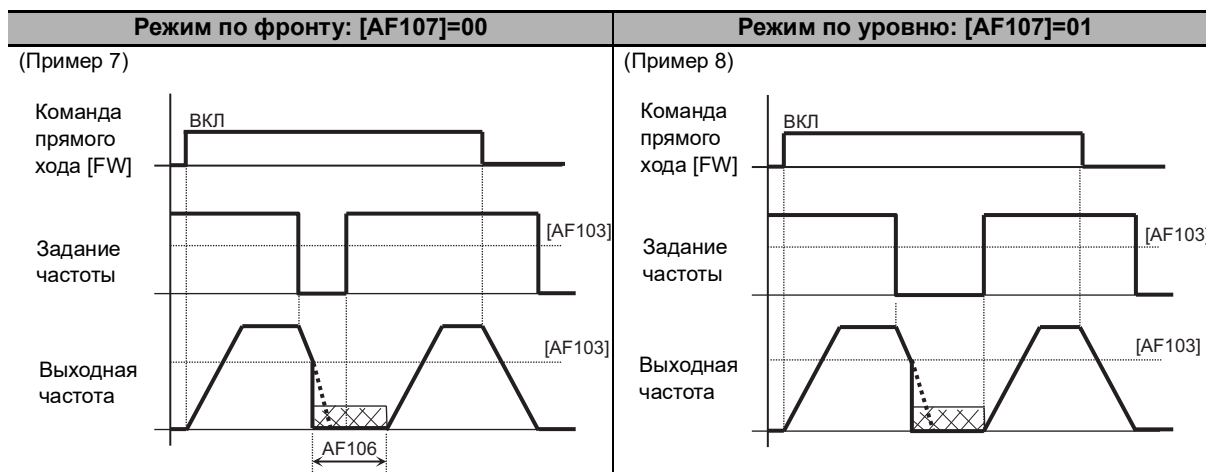 Режим по фронту: [AF107]=00
Режим по уровню: [AF107]=01
(Пример 7)
Команда
прямого
хода [FW]
ВКЛ
Задание
частоты
[AF103]
Выходная
частота
[AF103]
AF106
(Пример 8)
Команда
прямого
хода [FW]
ВКЛ
Задание
частоты
[AF103]
Выходная
частота
[AF103]